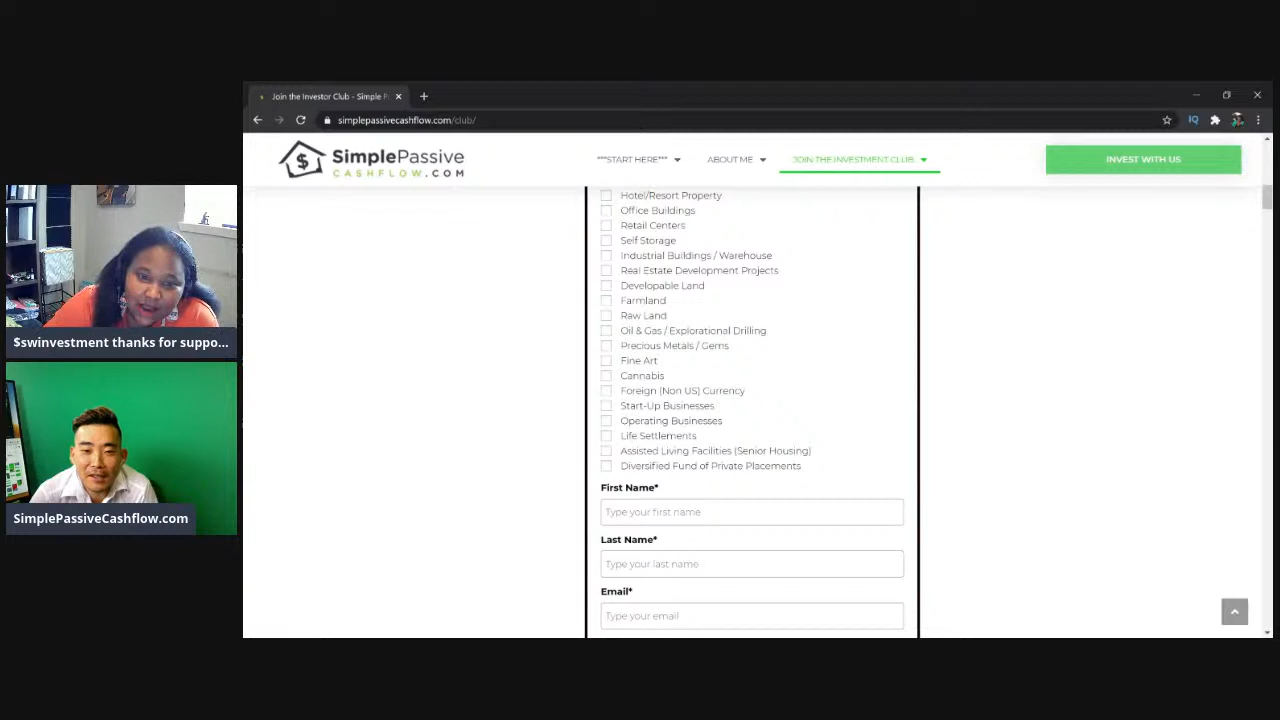 Join the Investor Club - Simple P
simplepassivecashflow.com/club/
IQ
$
SimplePassive
CASHFLOW.COM
***START HERE***
ABOUT ME
JOIN THE INVESTMENT CLUB
INVEST WITH US
Hotel/Resort Property
Office Buildings
Retail Centers
Self Storage
Industrial Buildings / Warehouse
Real Estate Development Projects
Developable Land
Farmland
Raw Land
Oil & Gas / Explorational Drilling
Precious Metals / Gems
Fine Art
Cannabis
Foreign (Non US) Currency
Start-Up Businesses
Operating Businesses
Life Settlements
Assisted Living Facilities (Senior Housing)
Diversified Fund of Private Placements
First Name*
Type your first name
Last Name*
Type your last name
Email*
Type your email
$swinvestment thanks for suppo...
SimplePassiveCashflow.com